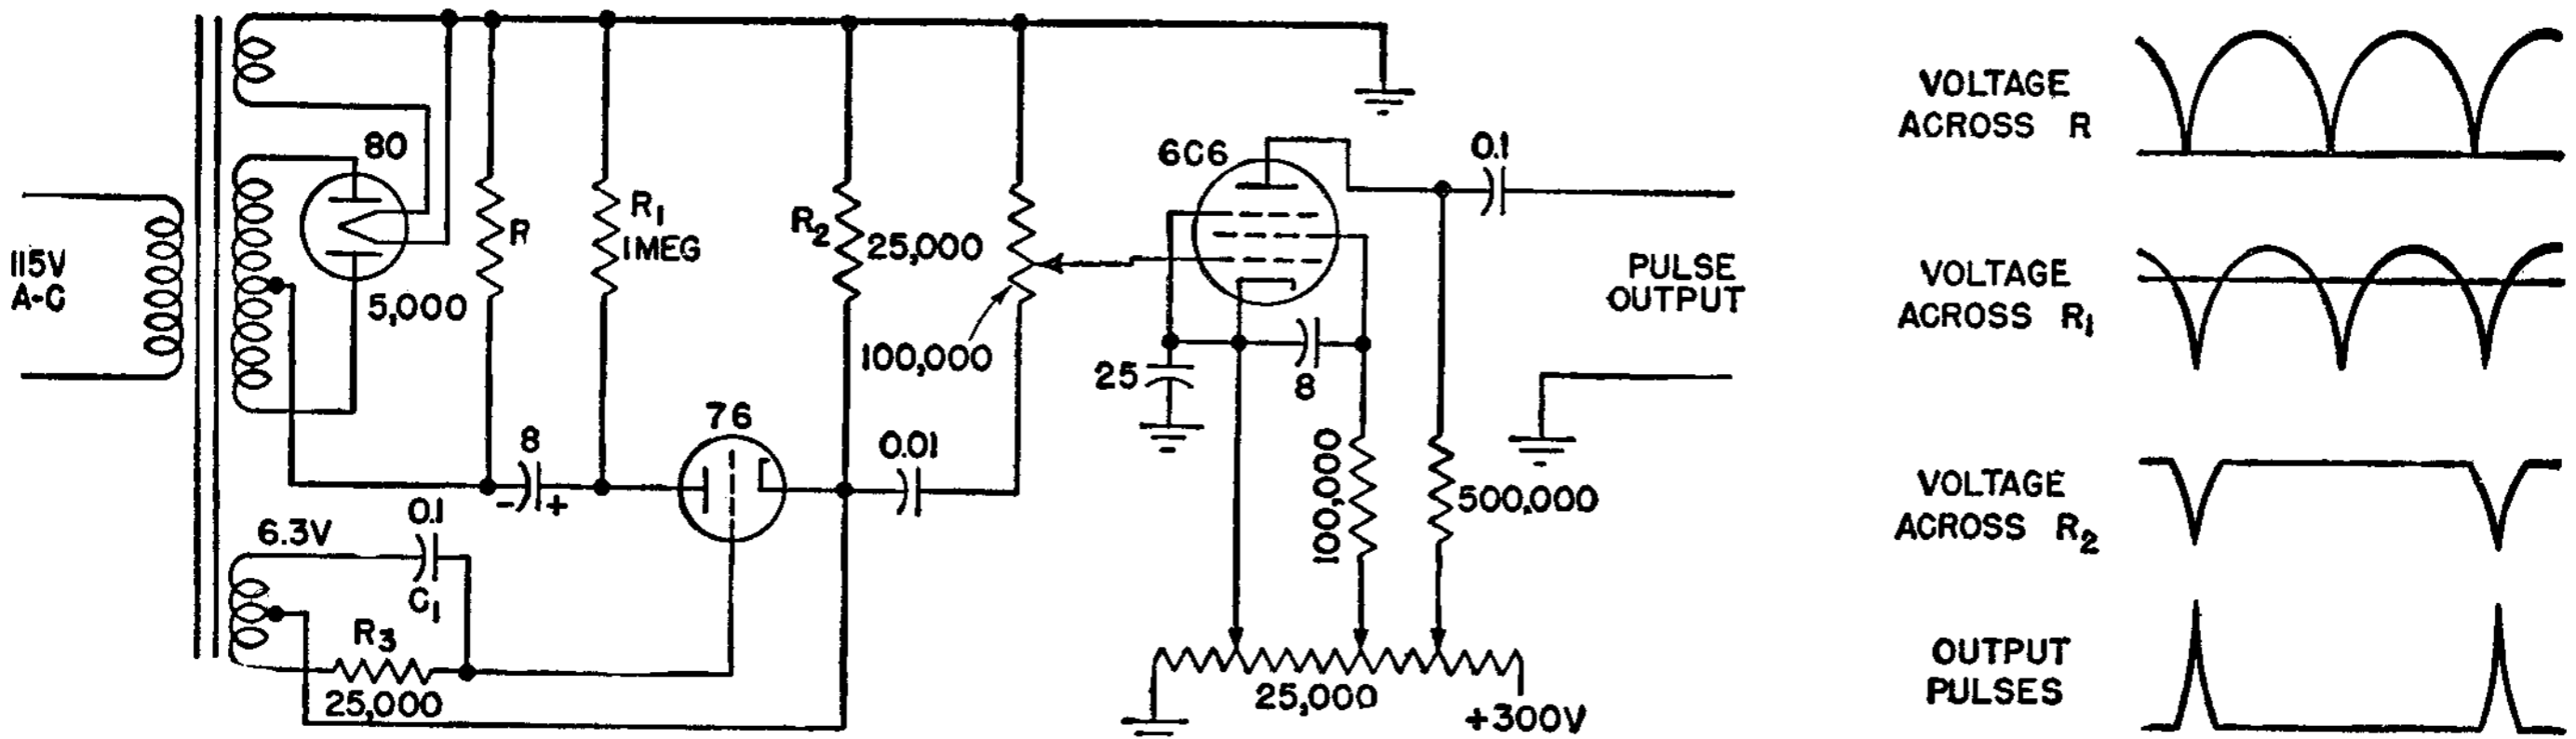 115V
A-C
80
5,000
R
R1
1 MEG
R2
25,000
100,000
8
- +
76
0.01
6.3V
0.1
C1
R3
25,000
6C6
0.1
25
8
100,000
500,000
25,000
+300V
PULSE
OUTPUT
VOLTAGE
ACROSS R
VOLTAGE
ACROSS R1
VOLTAGE
ACROSS R2
OUTPUT
PULSES